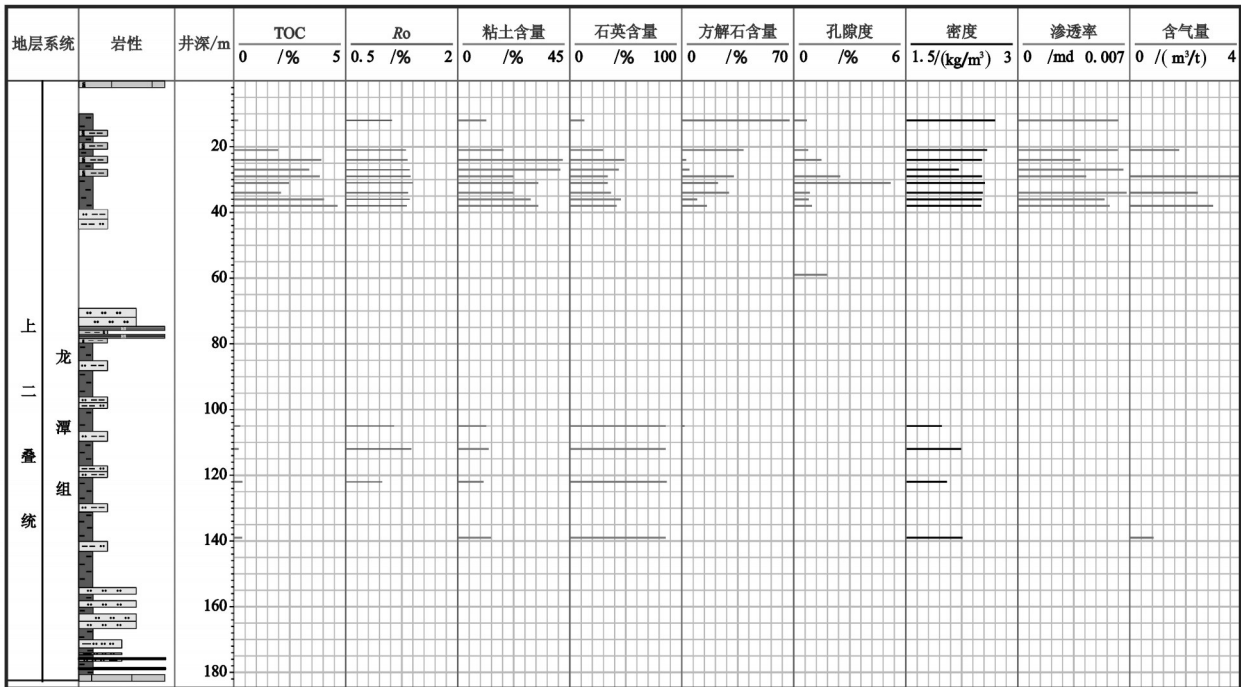 地层系统 岩性 井深/m TOC Ro 粘土含量 石英含量 方解石含量 孔隙度 密度 渗透率 含气量
0 /% 5 0.5 /% 2 0 /% 45 0 /% 100 0 /% 70 0 /% 6 1.5/(kg/m³) 3 0 /md 0.007 0 /(m³/t) 4
20
40
60
80
100
120
140
160
180
上二叠统
龙潭组